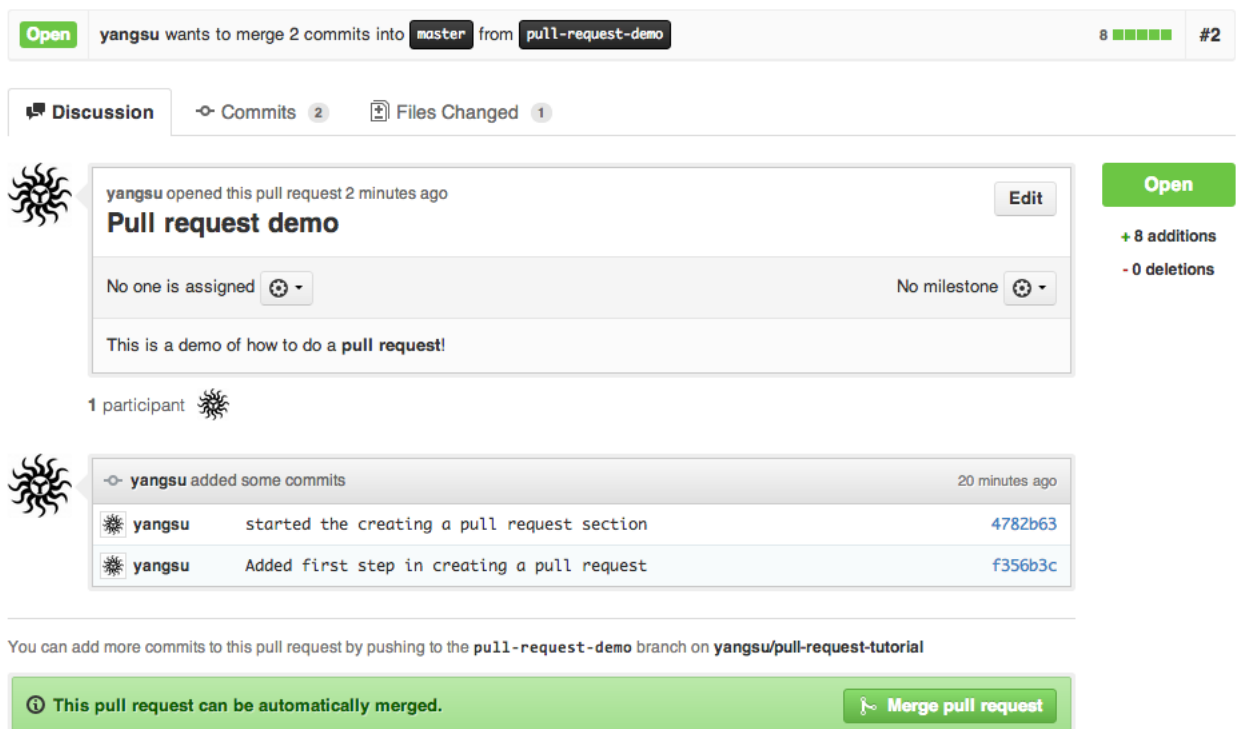 Open yangsu wants to merge 2 commits into master from pull-request-demo 8 #2
Discussion Commits 2 Files Changed 1
yangsu opened this pull request 2 minutes ago
Edit
Pull request demo
Open
+ 8 additions
- 0 deletions
No one is assigned No milestone
This is a demo of how to do a pull request!
1 participant
yangsu added some commits 20 minutes ago
yangsu started the creating a pull request section 4782b63
yangsu Added first step in creating a pull request f356b3c
You can add more commits to this pull request by pushing to the pull-request-demo branch on yangsu/pull-request-tutorial
This pull request can be automatically merged. Merge pull request